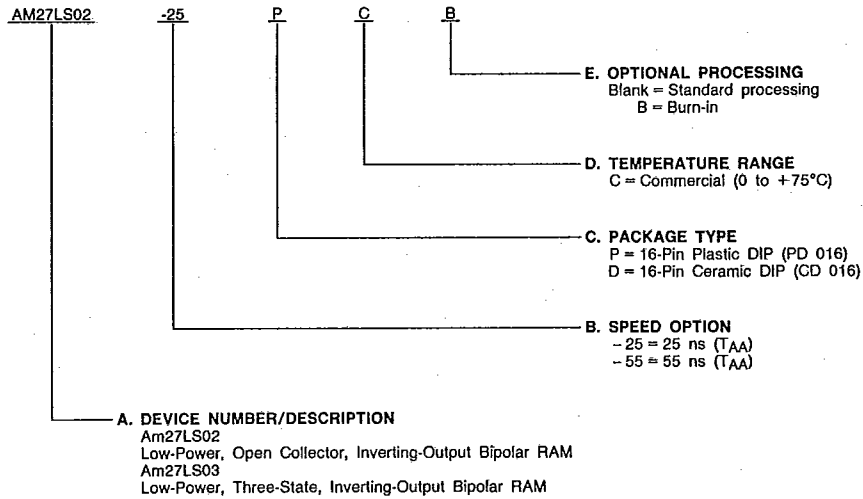 AM27LS02 -25 P C B
E. OPTIONAL PROCESSING
Blank = Standard processing
B = Burn-in
D. TEMPERATURE RANGE
C = Commercial (0 to +75°C)
C. PACKAGE TYPE
P = 16-Pin Plastic DIP (PD 016)
D = 16-Pin Ceramic DIP (CD 016)
B. SPEED OPTION
−25 = 25 ns (TAA)
−55 = 55 ns (TAA)
A. DEVICE NUMBER/DESCRIPTION
Am27LS02
Low-Power, Open Collector, Inverting-Output Bipolar RAM
Am27LS03
Low-Power, Three-State, Inverting-Output Bipolar RAM